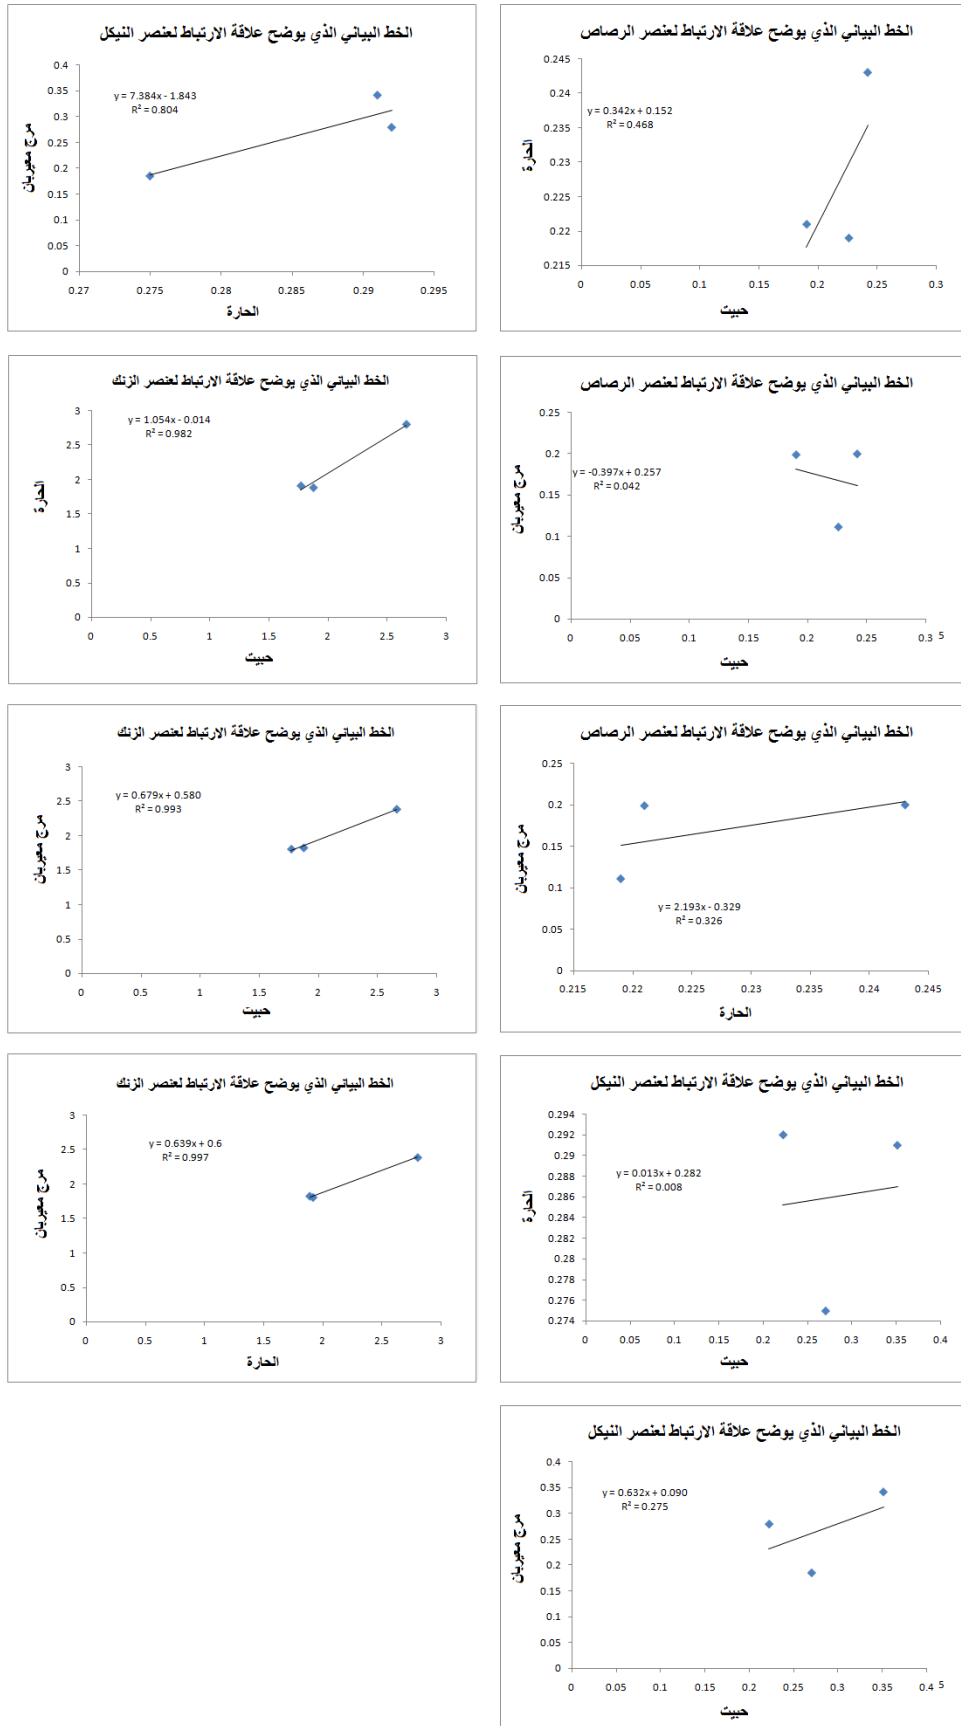 الخط البياني الذي يوضح علاقة الارتباط لعنصر الرصاص
y = 0.342x + 0.152
R² = 0.468
0.245
0.24
0.235
0.23
0.225
0.22
0.215
0 0.05 0.1 0.15 0.2 0.25 0.3
الحارة
حبيت
الخط البياني الذي يوضح علاقة الارتباط لعنصر النيكل
y = 7.384x - 1.843
R² = 0.804
0.4
0.35
0.3
0.25
0.2
0.15
0.1
0.05
0
0.27 0.275 0.28 0.285 0.29 0.295
مرج معيربان
الحارة
الخط البياني الذي يوضح علاقة الارتباط لعنصر الرصاص
y = -0.397x + 0.257
R² = 0.042
0.25
0.2
0.15
0.1
0.05
0
0 0.05 0.1 0.15 0.2 0.25 0.3 5
مرج معيربان
حبيت
الخط البياني الذي يوضح علاقة الارتباط لعنصر الزنك
y = 1.054x - 0.014
R² = 0.982
3
2.5
2
1.5
1
0.5
0
0 0.5 1 1.5 2 2.5 3
الحارة
حبيت
الخط البياني الذي يوضح علاقة الارتباط لعنصر الرصاص
y = 2.193x - 0.329
R² = 0.326
0.25
0.2
0.15
0.1
0.05
0
0.215 0.22 0.225 0.23 0.235 0.24 0.245
مرج معيربان
الحارة
الخط البياني الذي يوضح علاقة الارتباط لعنصر الزنك
y = 0.679x + 0.580
R² = 0.993
3
2.5
2
1.5
1
0.5
0
0 0.5 1 1.5 2 2.5 3
مرج معيربان
حبيت
الخط البياني الذي يوضح علاقة الارتباط لعنصر النيكل
y = 0.013x + 0.282
R² = 0.008
0.294
0.292
0.29
0.288
0.286
0.284
0.282
0.28
0.278
0.276
0.274
0 0.05 0.1 0.15 0.2 0.25 0.3 0.35 0.4
الحارة
حبيت
الخط البياني الذي يوضح علاقة الارتباط لعنصر الزنك
y = 0.639x + 0.6
R² = 0.997
3
2.5
2
1.5
1
0.5
0
0 0.5 1 1.5 2 2.5 3
مرج معيربان
الحارة
الخط البياني الذي يوضح علاقة الارتباط لعنصر النيكل
y = 0.632x + 0.090
R² = 0.275
0.4
0.35
0.3
0.25
0.2
0.15
0.1
0.05
0
0 0.05 0.1 0.15 0.2 0.25 0.3 0.35 0.4 5
مرج معيربان
حبيت